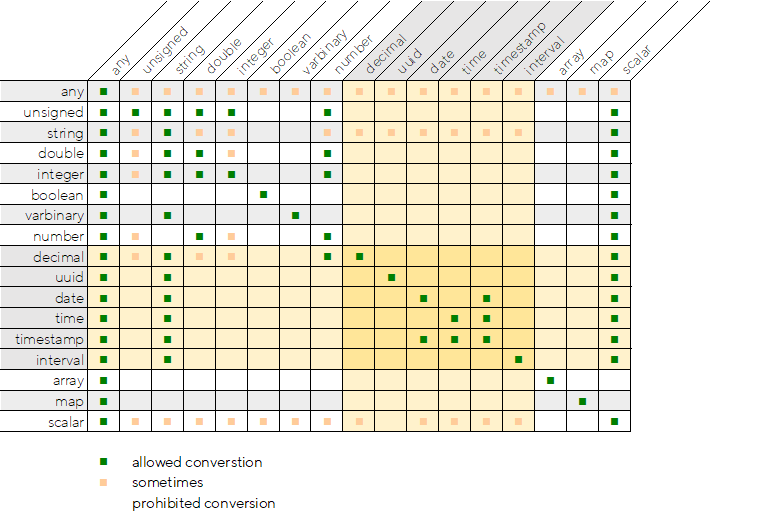 any unsigned string double integer boolean varbinary number decimal uuid date time timestamp interval array map scalar
any
unsigned
string
double
integer
boolean
varbinary
number
decimal
uuid
date
time
timestamp
interval
array
map
scalar
allowed converstion
sometimes
prohibited conversion